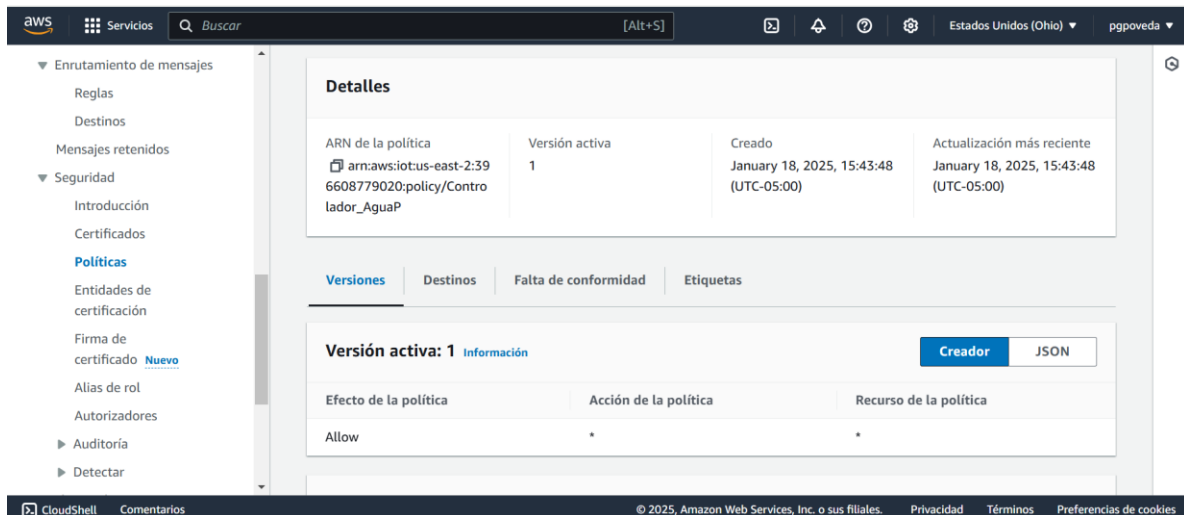 aws
Servicios
Buscar
[Alt+S]
Estados Unidos (Ohio)
pgpoveda
Enrutamiento de mensajes
Reglas
Destinos
Mensajes retenidos
Seguridad
Introducción
Certificados
Políticas
Entidades de
certificación
Firma de
certificado Nuevo
Alias de rol
Autorizadores
Auditoría
Detectar
Detalles
ARN de la política
arn:aws:iot:us-east-2:39
6608779020:policy/Contro
lador_AguaP
Versión activa
1
Creado
January 18, 2025, 15:43:48
(UTC-05:00)
Actualización más reciente
January 18, 2025, 15:43:48
(UTC-05:00)
Versiones
Destinos
Falta de conformidad
Etiquetas
Versión activa: 1 Información
Creador
JSON
Efecto de la política
Acción de la política
Recurso de la política
Allow
*
*
CloudShell
Comentarios
© 2025, Amazon Web Services, Inc. o sus filiales.
Privacidad
Términos
Preferencias de cookies